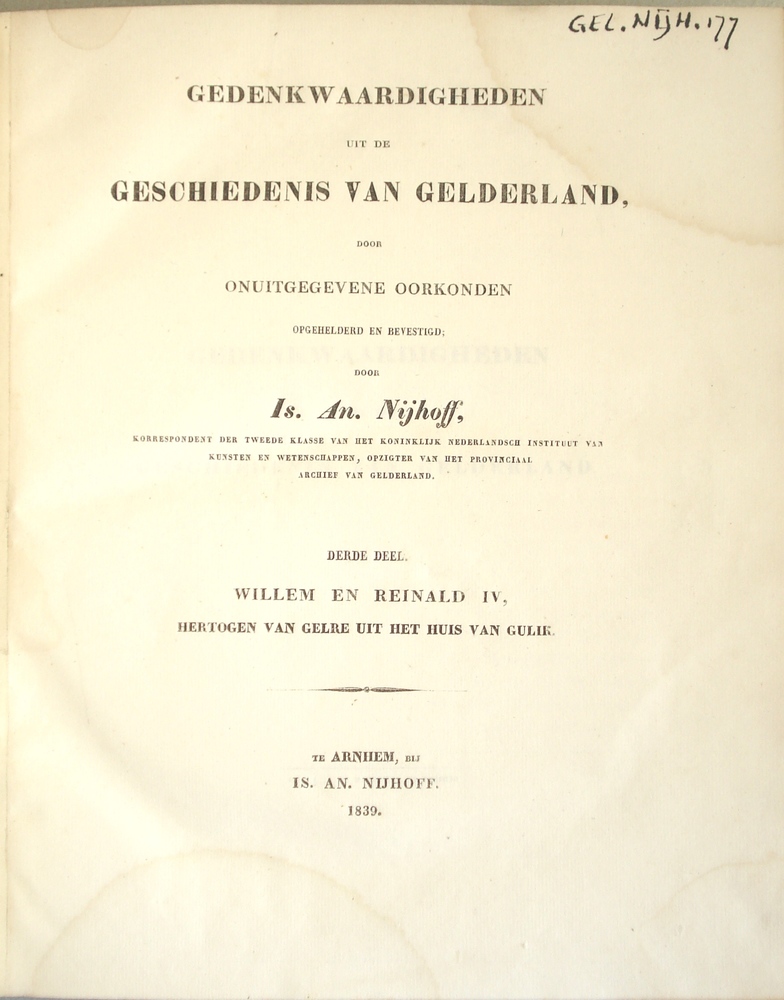 GEL. NIJH. 177
GEDENKWAARDIGHEDEN
UIT DE
GESCHIEDENIS VAN GELDERLAND,
DOOR
ONUITGEGEVENE OORKONDEN
OPGEHELDERD EN BEVESTIGD;
DOOR
Is. An. Nijhoff,
KORRESPONDENT DER TWEEDE KLASSE VAN HET KONINKLIJK NEDERLANDSCH INSTITUUT VAN
KUNSTEN EN WETENSCHAPPEN, OPZIGTER VAN HET PROVINCIAAL
ARCHIEF VAN GELDERLAND.
DERDE DEEL.
WILLEM EN REINALD IV,
HERTOGEN VAN GELRE UIT HET HUIS VAN GULIK.
TE ARNHEM, BIJ
IS. AN. NIJHOFF.
1839.